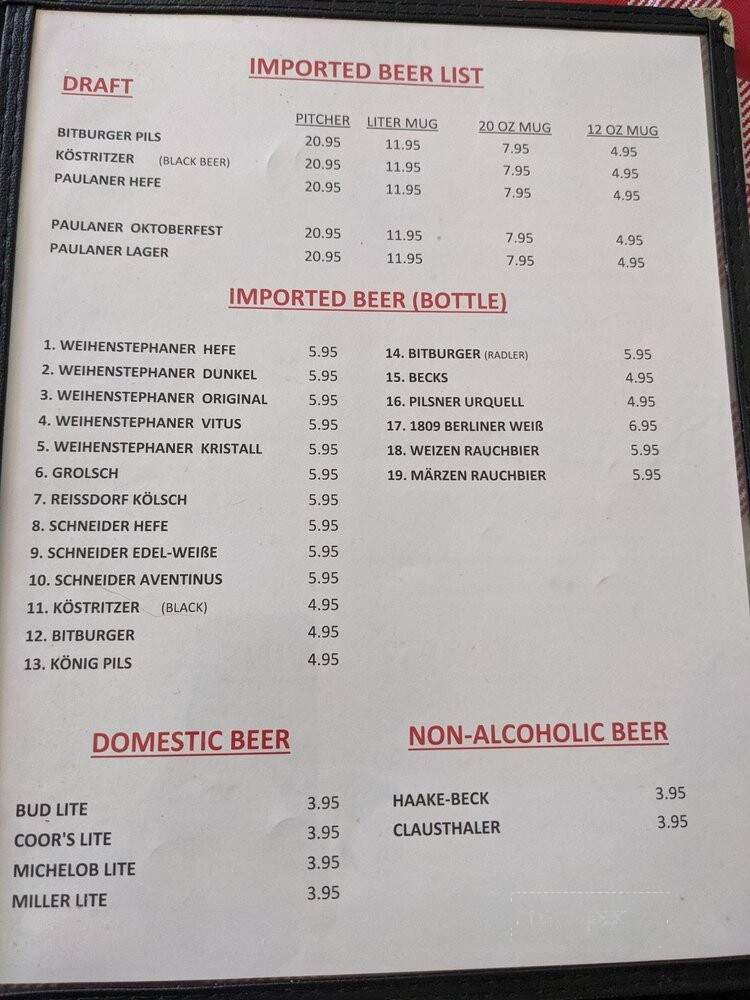 IMPORTED BEER LIST
DRAFT
PITCHER LITER MUG 20 OZ MUG 12 OZ MUG
BITBURGER PILS 20.95 11.95 7.95 4.95
KÖSTRITZER (BLACK BEER) 20.95 11.95 7.95 4.95
PAULANER HEFE 20.95 11.95 7.95 4.95
PAULANER OKTOBERFEST 20.95 11.95 7.95 4.95
PAULANER LAGER 20.95 11.95 7.95 4.95
IMPORTED BEER (BOTTLE)
1. WEIHENSTEPHANER HEFE 5.95
2. WEIHENSTEPHANER DUNKEL 5.95
3. WEIHENSTEPHANER ORIGINAL 5.95
4. WEIHENSTEPHANER VITUS 5.95
5. WEIHENSTEPHANER KRISTALL 5.95
6. GROLSCH 5.95
7. REISSDORF KÖLSCH 5.95
8. SCHNEIDER HEFE 5.95
9. SCHNEIDER EDEL-WEIßE 5.95
10. SCHNEIDER AVENTINUS 5.95
11. KÖSTRITZER (BLACK) 4.95
12. BITBURGER 4.95
13. KÖNIG PILS 4.95
14. BITBURGER (RADLER) 5.95
15. BECKS 4.95
16. PILSNER URQUELL 4.95
17. 1809 BERLINER WEIß 6.95
18. WEIZEN RAUCHBIER 5.95
19. MÄRZEN RAUCHBIER 5.95
DOMESTIC BEER
BUD LITE 3.95
COOR'S LITE 3.95
MICHELOB LITE 3.95
MILLER LITE 3.95
NON-ALCOHOLIC BEER
HAAKE-BECK 3.95
CLAUSTHALER 3.95